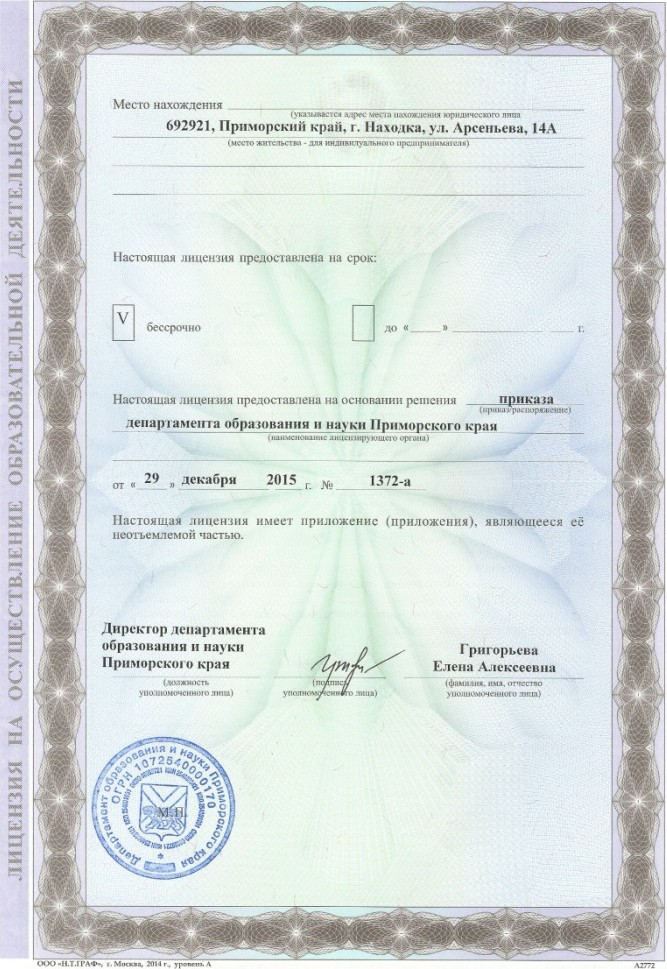 ЛИЦЕНЗИЯ НА ОСУЩЕСТВЛЕНИЕ ОБРАЗОВАТЕЛЬНОЙ ДЕЯТЕЛЬНОСТИ
Место нахождения
(указывается адрес места нахождения юридического лица
692921, Приморский край, г. Находка, ул. Арсеньева, 14А
(место жительства - для индивидуального предпринимателя)
Настоящая лицензия предоставлена на срок:
V бессрочно до « » г.
Настоящая лицензия предоставлена на основании решения приказа
(приказ/распоряжение)
департамента образования и науки Приморского края
(наименование лицензирующего органа)
от « 29 » декабря 2015 г. № 1372-а
Настоящая лицензия имеет приложение (приложения), являющееся её
неотъемлемой частью.
Директор департамента
образования и науки
Приморского края
Григорьева
Елена Алексеевна
(должность
уполномоченного лица)
(подпись
уполномоченного лица)
(фамилия, имя, отчество
уполномоченного лица)
Департамент образования и науки Приморского края
ОГРН 1072540000170
М.П.
ООО «Н.Т.ГРАФ», г. Москва, 2014 г., уровень А
А2772